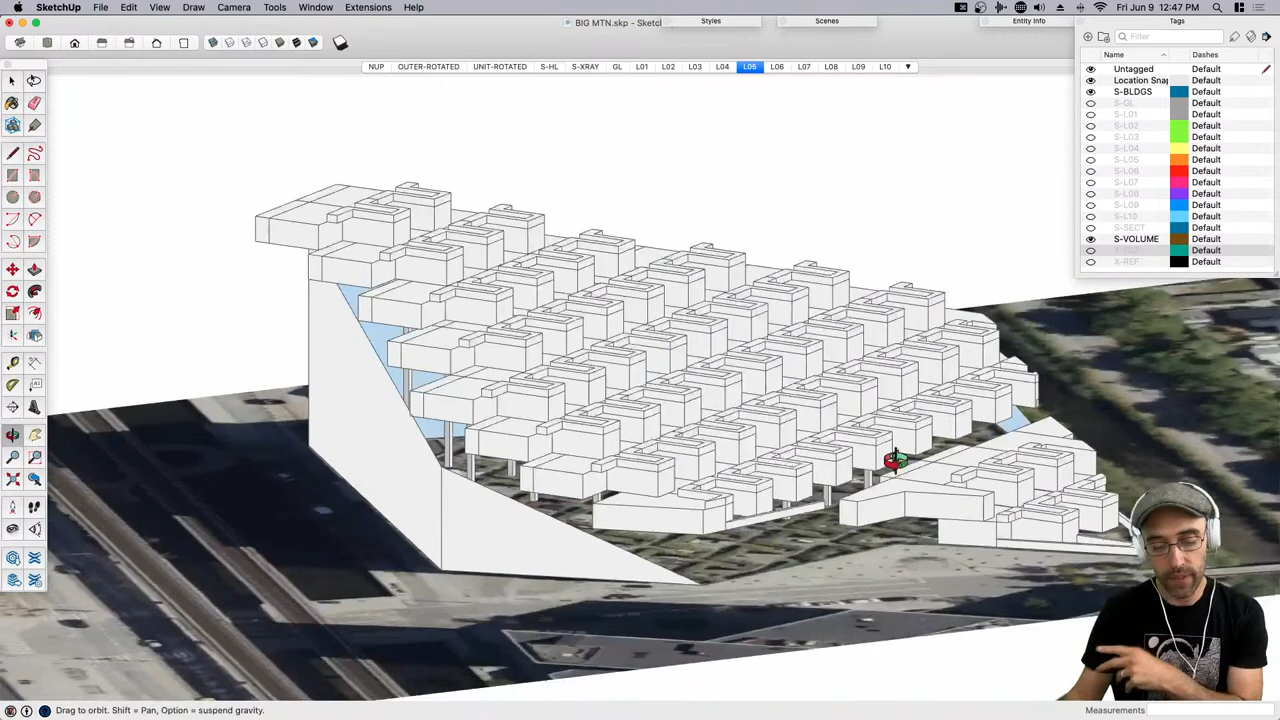 SketchUp File Edit View Draw Camera Tools Window Extensions Help
Fri Jun 9 12:47 PM
BIG MTN.skp - Sketch
Styles
Scenes
Entity Info
Tags
Filter
NUP OUTER-ROTATED UNIT-ROTATED S-HL S-XRAY GL L01 L02 L03 L04 L05 L06 L07 L08 L09 L10
Name Dashes
Untagged Default
Location Snap Default
S-BLDGS Default
S-GL Default
S-L01 Default
S-L02 Default
S-L03 Default
S-L04 Default
S-L05 Default
S-L06 Default
S-L07 Default
S-L08 Default
S-L09 Default
S-L10 Default
S-SECT Default
S-VOLUME Default
Default
X-REF Default
Drag to orbit. Shift = Pan, Option = suspend gravity.
Measurements